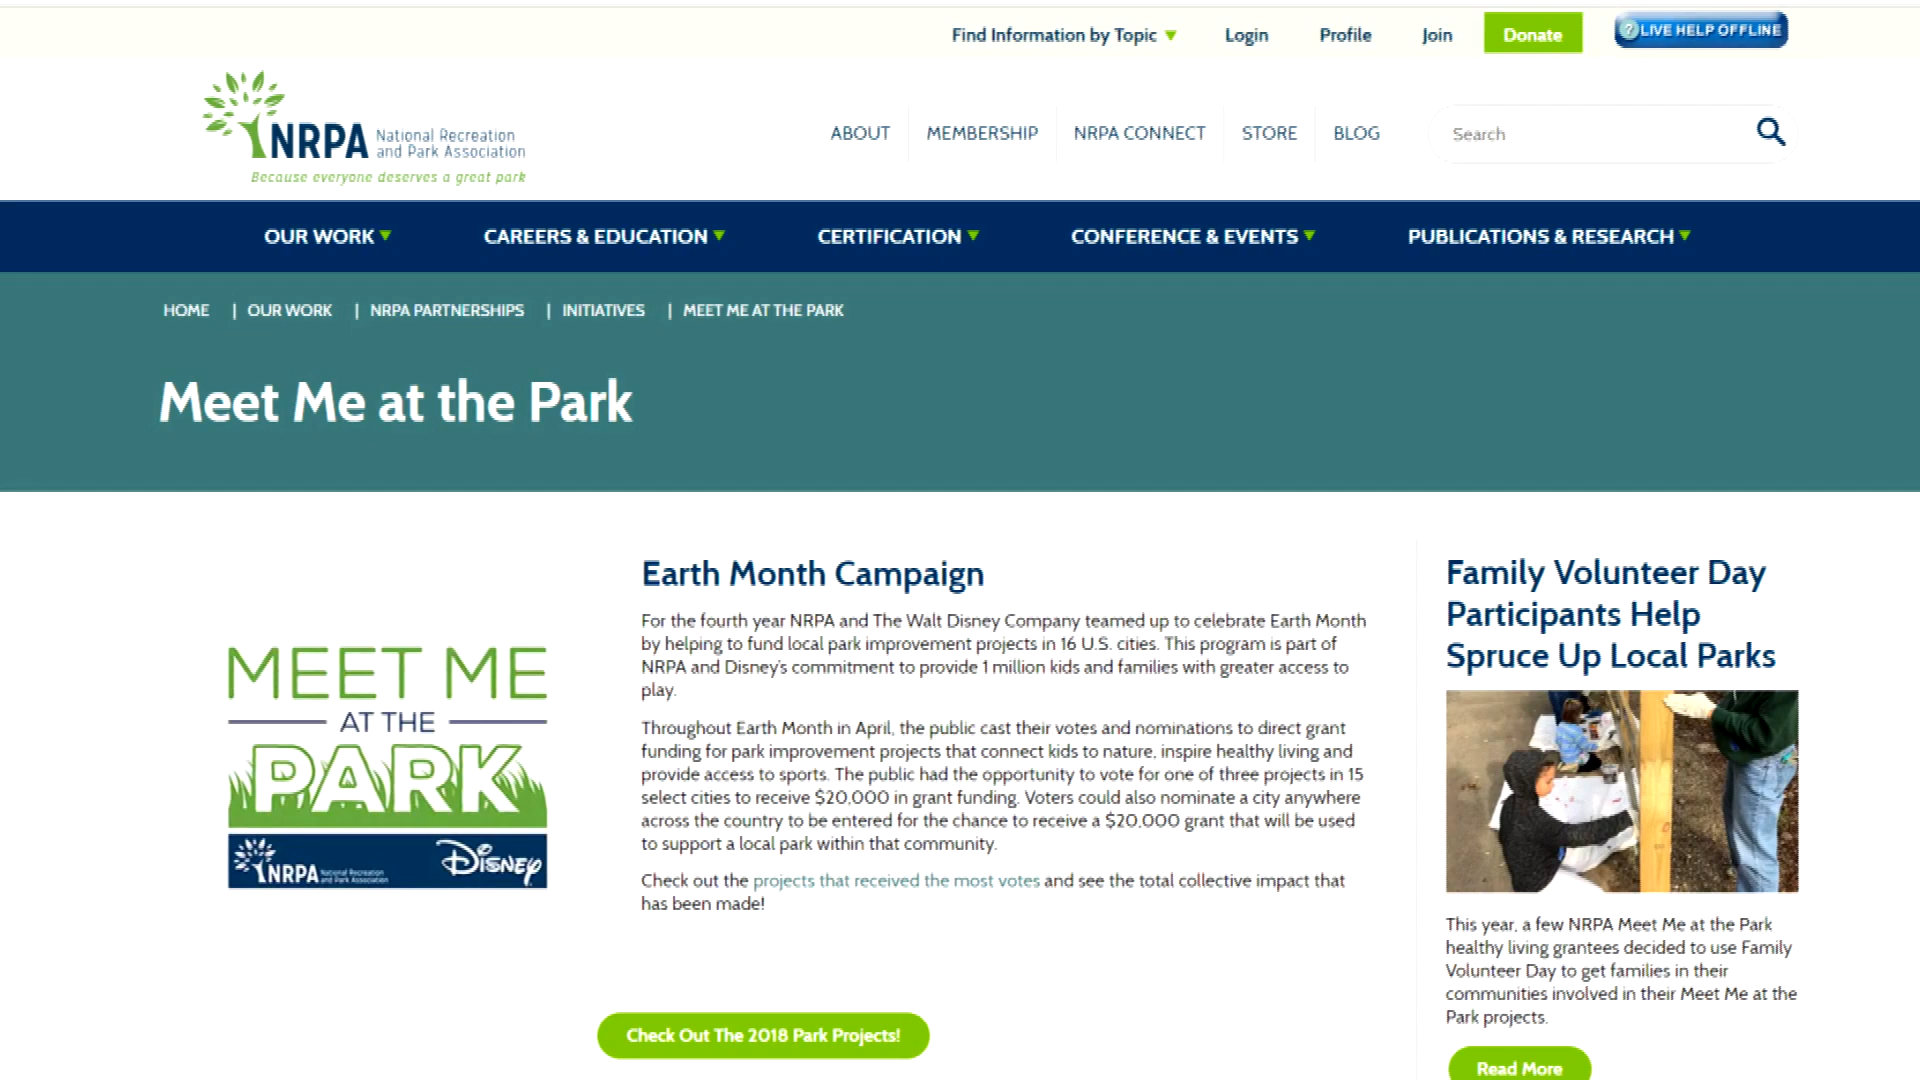 Find Information by Topic
Login
Profile
Join
Donate
? LIVE HELP OFFLINE
NRPA National Recreation
and Park Association
Because everyone deserves a great park
ABOUT
MEMBERSHIP
NRPA CONNECT
STORE
BLOG
Search
OUR WORK
CAREERS & EDUCATION
CERTIFICATION
CONFERENCE & EVENTS
PUBLICATIONS & RESEARCH
HOME | OUR WORK | NRPA PARTNERSHIPS | INITIATIVES | MEET ME AT THE PARK
Meet Me at the Park
MEET ME
AT THE
PARK
NRPA National Recreation
and Park Association
Disney
Earth Month Campaign
For the fourth year NRPA and The Walt Disney Company teamed up to celebrate Earth Month
by helping to fund local park improvement projects in 16 U.S. cities. This program is part of
NRPA and Disney's commitment to provide 1 million kids and families with greater access to
play.
Throughout Earth Month in April, the public cast their votes and nominations to direct grant
funding for park improvement projects that connect kids to nature, inspire healthy living and
provide access to sports. The public had the opportunity to vote for one of three projects in 15
select cities to receive $20,000 in grant funding. Voters could also nominate a city anywhere
across the country to be entered for the chance to receive a $20,000 grant that will be used
to support a local park within that community.
Check out the projects that received the most votes and see the total collective impact that
has been made!
Check Out The 2018 Park Projects!
Family Volunteer Day
Participants Help
Spruce Up Local Parks
This year, a few NRPA Meet Me at the Park
healthy living grantees decided to use Family
Volunteer Day to get families in their
communities involved in their Meet Me at the
Park projects.
Read More